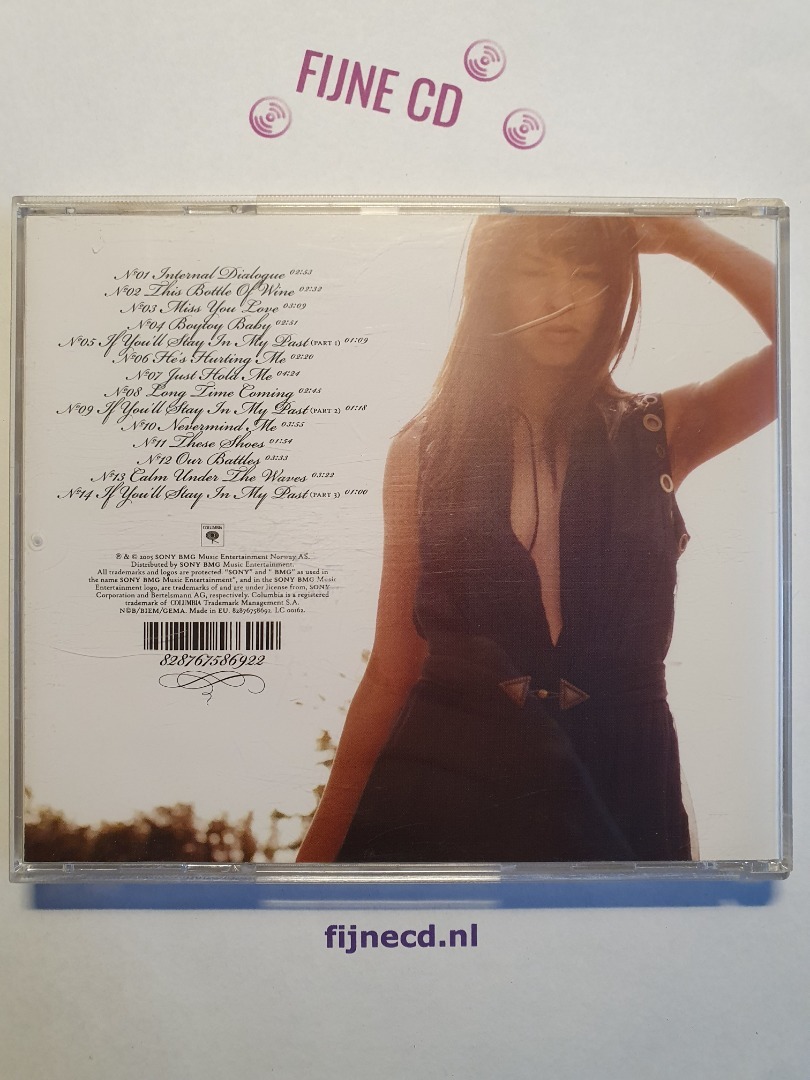 FIJNE CD
Nº01 Internal Dialogue 02:53
Nº02 This Bottle Of Wine 02:32
Nº03 Miss You Love 03:09
Nº04 Boytoy Baby 02:51
Nº05 If You'll Stay In My Past (PART 1) 01:09
Nº06 He's Hurting Me 02:20
Nº07 Just Hold Me 04:24
Nº08 Long Time Coming 02:45
Nº09 If You'll Stay In My Past (PART 2) 01:18
Nº10 Nevermind Me 03:55
Nº11 These Shoes 01:54
Nº12 Our Battles 03:33
Nº13 Calm Under The Waves 03:22
Nº14 If You'll Stay In My Past (PART 3) 01:00
COLUMBIA
℗ & © 2005 SONY BMG Music Entertainment Norway AS.
Distributed by SONY BMG Music Entertainment.
All trademarks and logos are protected. "SONY" and " BMG" as used in
the name SONY BMG Music Entertainment", and in the SONY BMG Music
Entertainment logo, are trademarks of and are under license from, SONY
Corporation and Bertelsmann AG, respectively. Columbia is a registered
trademark of COLUMBIA Trademark Management S.A.
N©B/BIEM/GEMA. Made in EU. 82876758692. LC 00162.
828767586922
fijnecd.nl